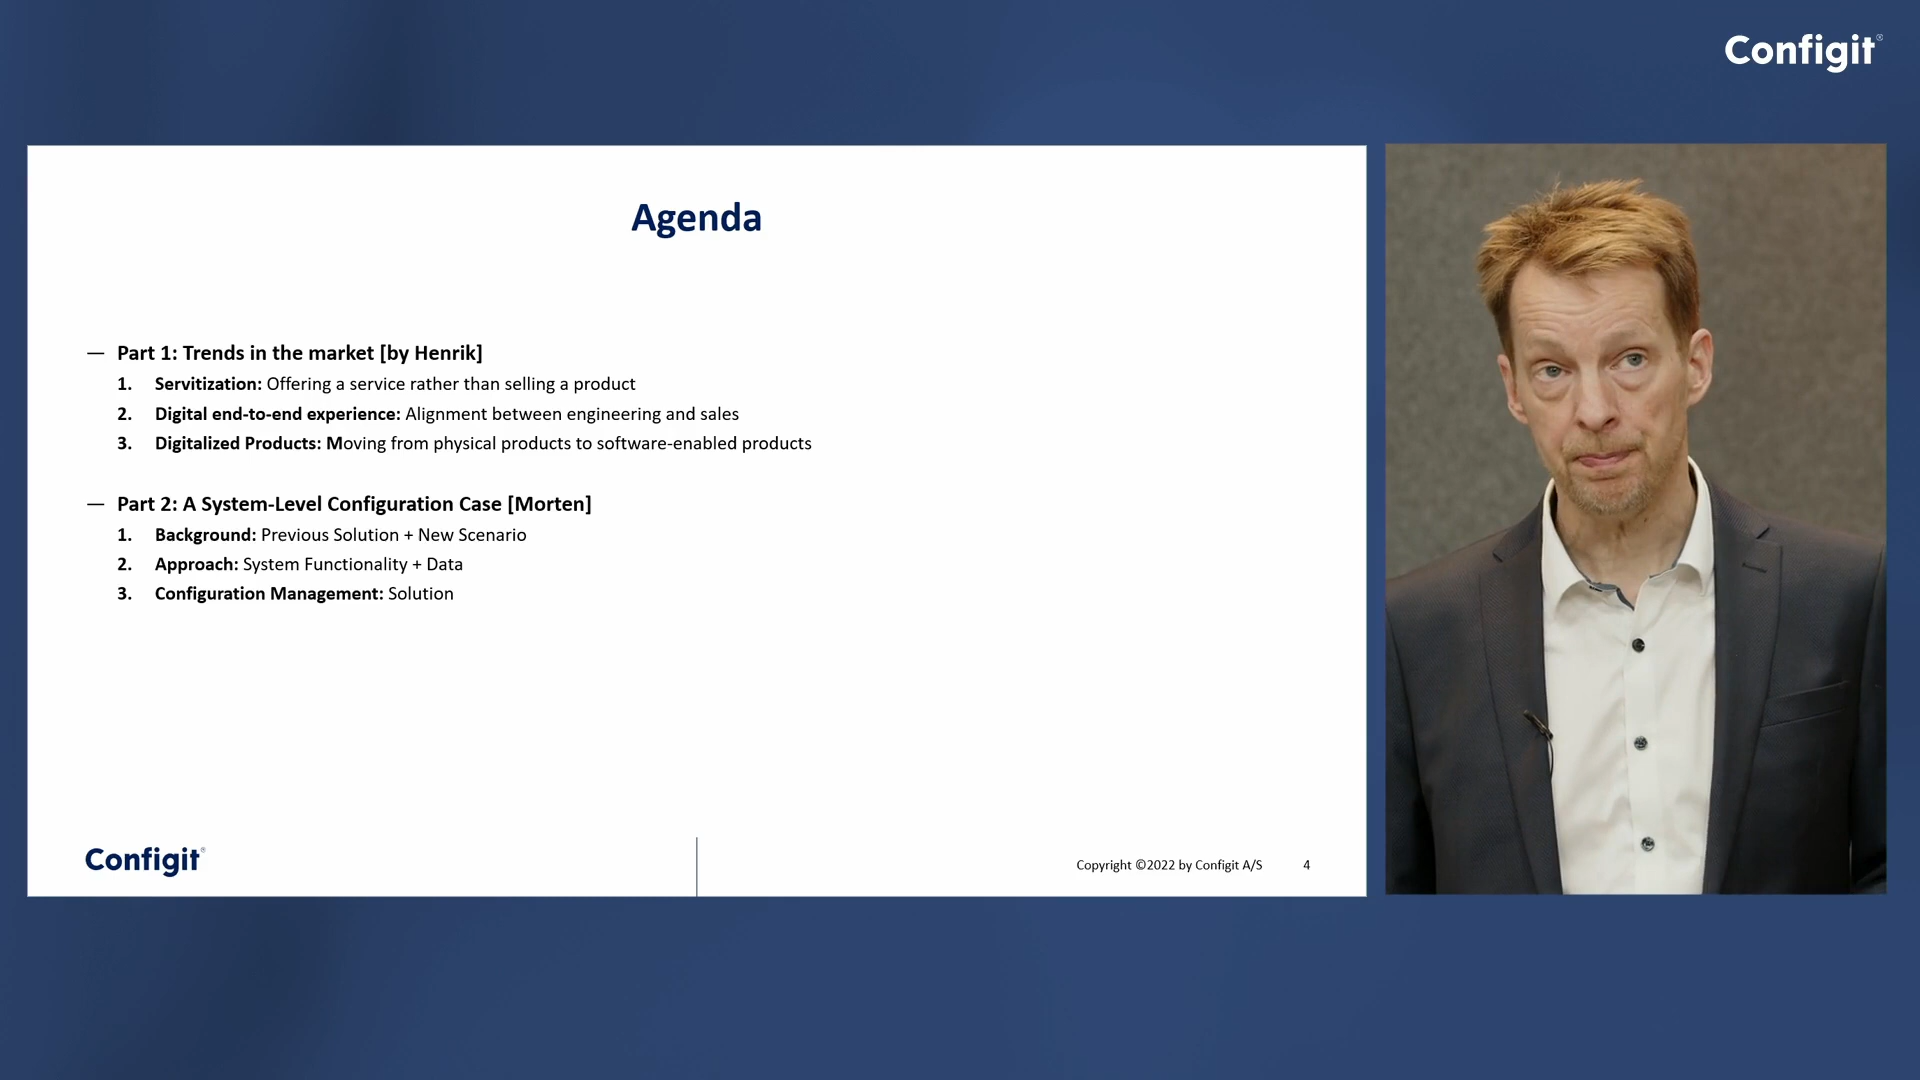 Configit®
Agenda
— Part 1: Trends in the market [by Henrik]
1. Servitization: Offering a service rather than selling a product
2. Digital end-to-end experience: Alignment between engineering and sales
3. Digitalized Products: Moving from physical products to software-enabled products
— Part 2: A System-Level Configuration Case [Morten]
1. Background: Previous Solution + New Scenario
2. Approach: System Functionality + Data
3. Configuration Management: Solution
Configit®
Copyright ©2022 by Configit A/S 4